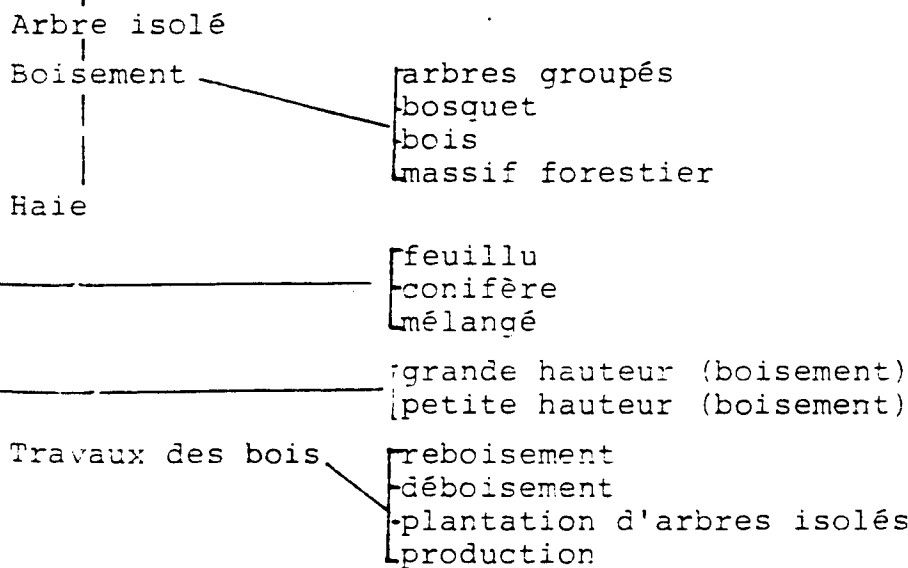 Arbre isolé
Boisement
arbres groupés
bosquet
bois
massif forestier
Haie
feuillu
conifère
mélangé
grande hauteur (boisement)
petite hauteur (boisement)
Travaux des bois
reboisement
déboisement
plantation d'arbres isolés
production